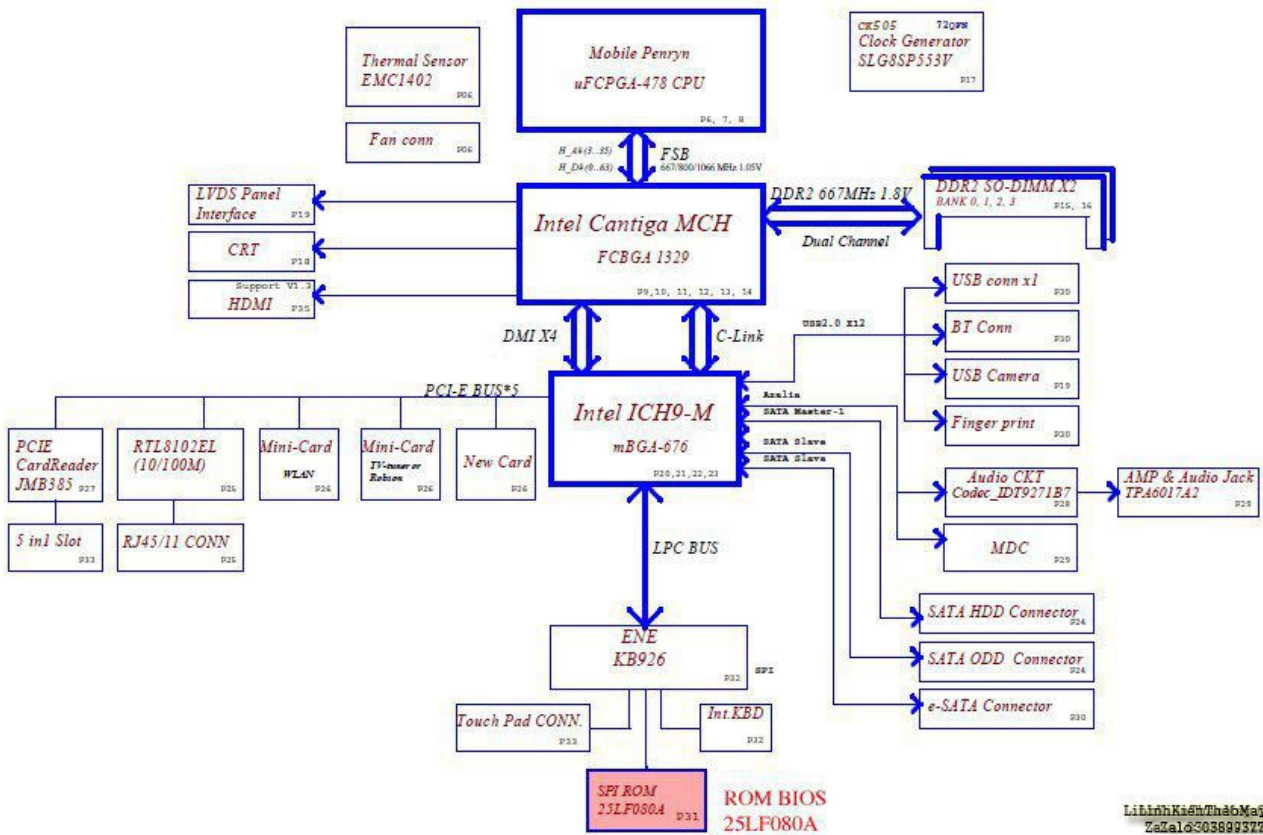 Thermal Sensor
EMC1402
P06
Fan conn
P06
Mobile Penryn
uFCPGA-478 CPU
P6, 7, 8
CK505 72QFN
Clock Generator
SLG8SP553V
P17
H_A#(3..35)
H_D#(0..63)
FSB
667/800/1066 MHz 1.05V
LVDS Panel
Interface
P19
CRT
P18
Support V1.3
HDMI
P35
Intel Cantiga MCH
FCBGA 1329
P9,10, 11, 12, 13, 14
DDR2 667MHz 1.8V
Dual Channel
DDR2 SO-DIMM X2
BANK 0, 1, 2, 3
P15, 16
DMI X4
C-Link
USB2.0 X12
USB conn x1
P30
BT Conn
P30
USB Camera
P19
Finger print
P30
PCI-E BUS*5
Intel ICH9-M
mBGA-676
P20,21,22,23
Azalia
SATA Master-1
SATA Slave
SATA Slave
PCIE
CardReader
JMB385
P27
RTL8102EL
(10/100M)
P25
Mini-Card
WLAN
P26
Mini-Card
TV-tuner or
Robson
P26
New Card
P26
5 in1 Slot
P33
RJ45/11 CONN
P25
Audio CKT
Codec_IDT9271B7
P28
AMP & Audio Jack
TPA6017A2
P29
MDC
P29
LPC BUS
SATA HDD Connector
P24
SATA ODD Connector
P24
e-SATA Connector
P30
ENE
KB926
P32
SPI
Touch Pad CONN.
P33
Int.KBD
P32
SPI ROM
25LF080A
P31
ROM BIOS
25LF080A